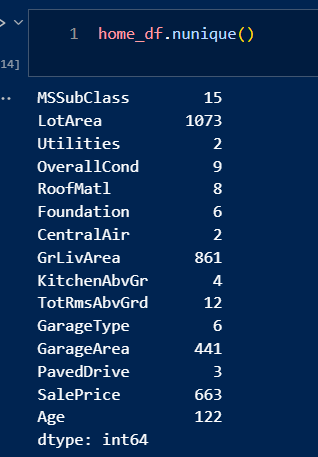 1 home_df.nunique()
14]
MSSubClass 15
LotArea 1073
Utilities 2
OverallCond 9
RoofMatl 8
Foundation 6
CentralAir 2
GrLivArea 861
KitchenAbvGr 4
TotRmsAbvGrd 12
GarageType 6
GarageArea 441
PavedDrive 3
SalePrice 663
Age 122
dtype: int64